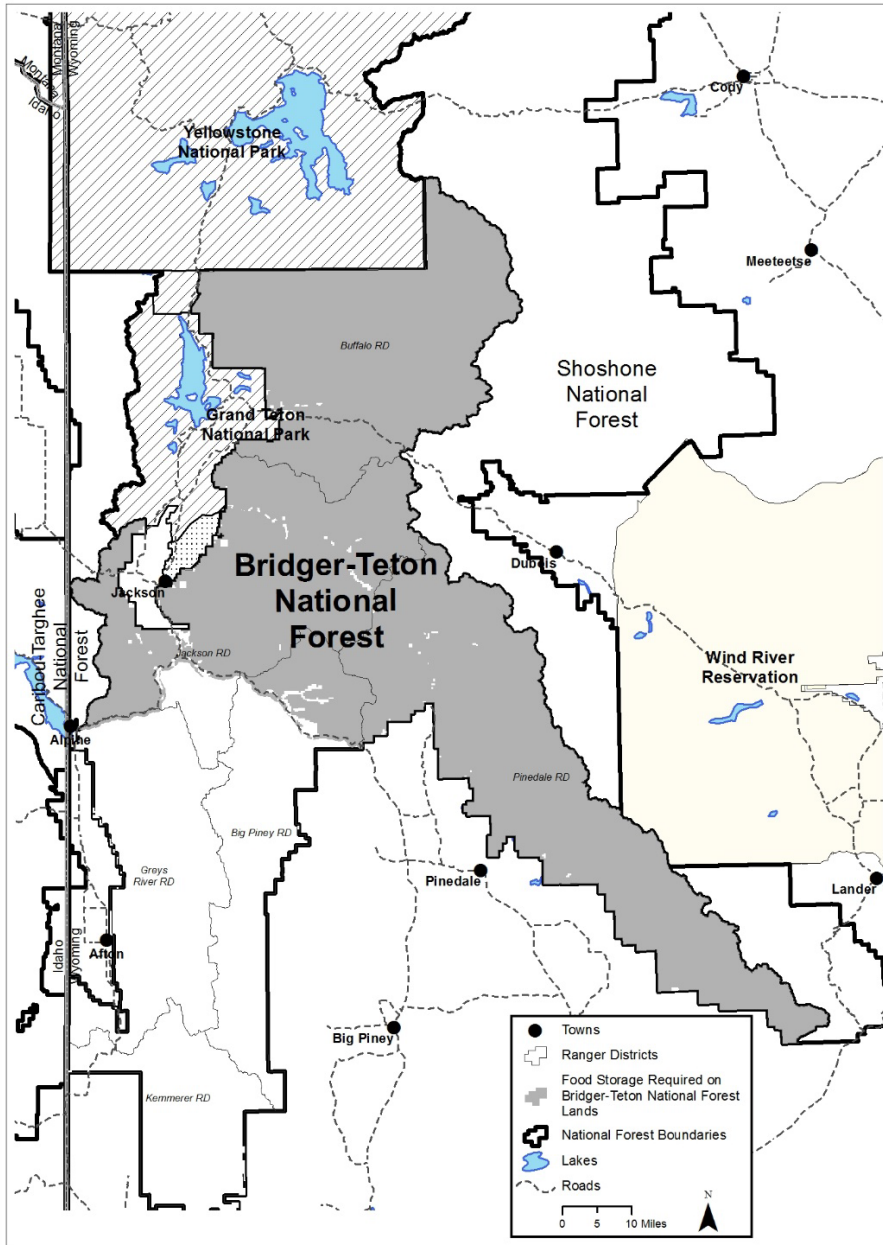 Montana
Wyoming
Montana
Idaho
Cody
Yellowstone
National Park
Meeteetse
Buffalo RD
Shoshone
National
Forest
Grand Teton
National Park
Dubois
Bridger-Teton
National
Forest
Jackson
Caribou-Targhee
National
Forest
Jackson RD
Wind River
Reservation
Alpine
Pinedale RD
Big Piney RD
Greys
River RD
Pinedale
Lander
Afton
Idaho
Wyoming
Big Piney
Kemmerer RD
Towns
Ranger Districts
Food Storage Required on
Bridger-Teton National Forest
Lands
National Forest Boundaries
Lakes
Roads
N
0 5 10 Miles